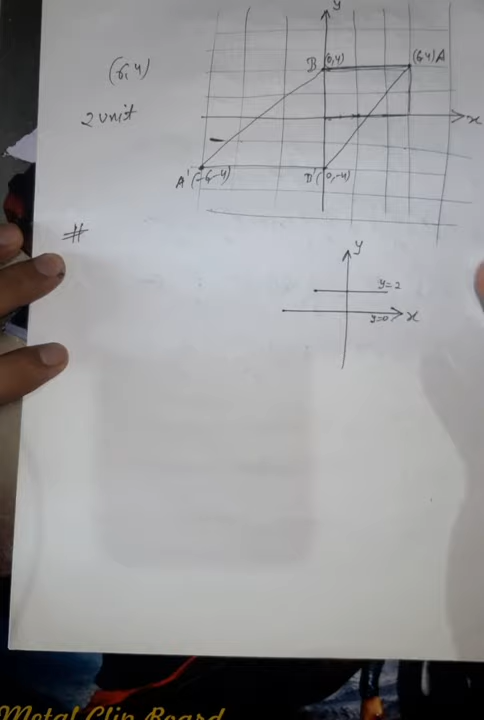 y
B (0,4) (6,4) A
(6,4)
2 unit
x
A' (-6,-4) B' (0,-4)
#
y
y=2
y=0 x
Metal Clip Board